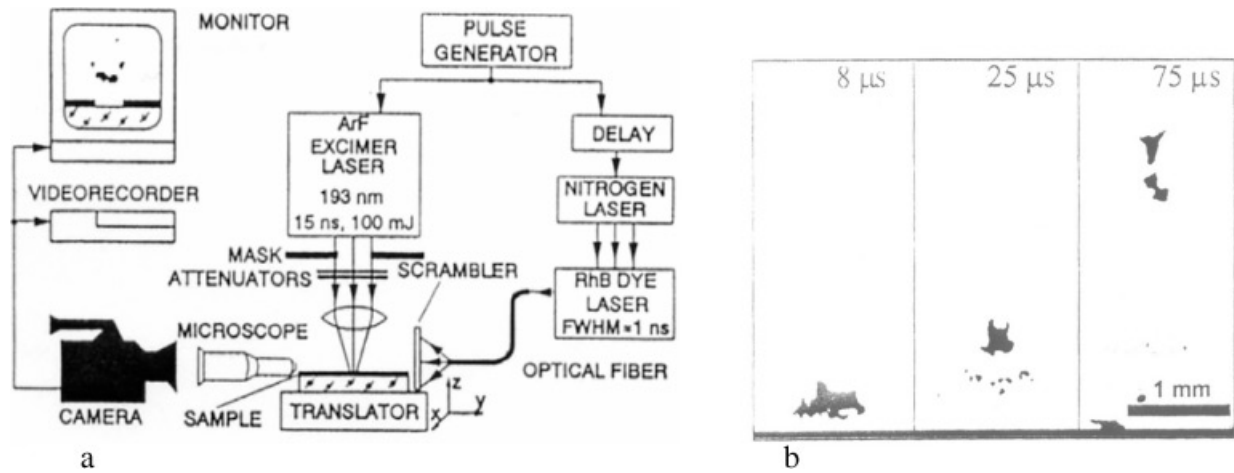 MONITOR
PULSE
GENERATOR
ArF
EXCIMER
LASER
193 nm
15 ns, 100 mJ
DELAY
VIDEORECORDER
NITROGEN
LASER
MASK
ATTENUATORS
SCRAMBLER
RhB DYE
LASER
FWHM=1 ns
MICROSCOPE
OPTICAL FIBER
CAMERA
SAMPLE
TRANSLATOR
z
y
x
a
8 µs
25 µs
75 µs
1 mm
b